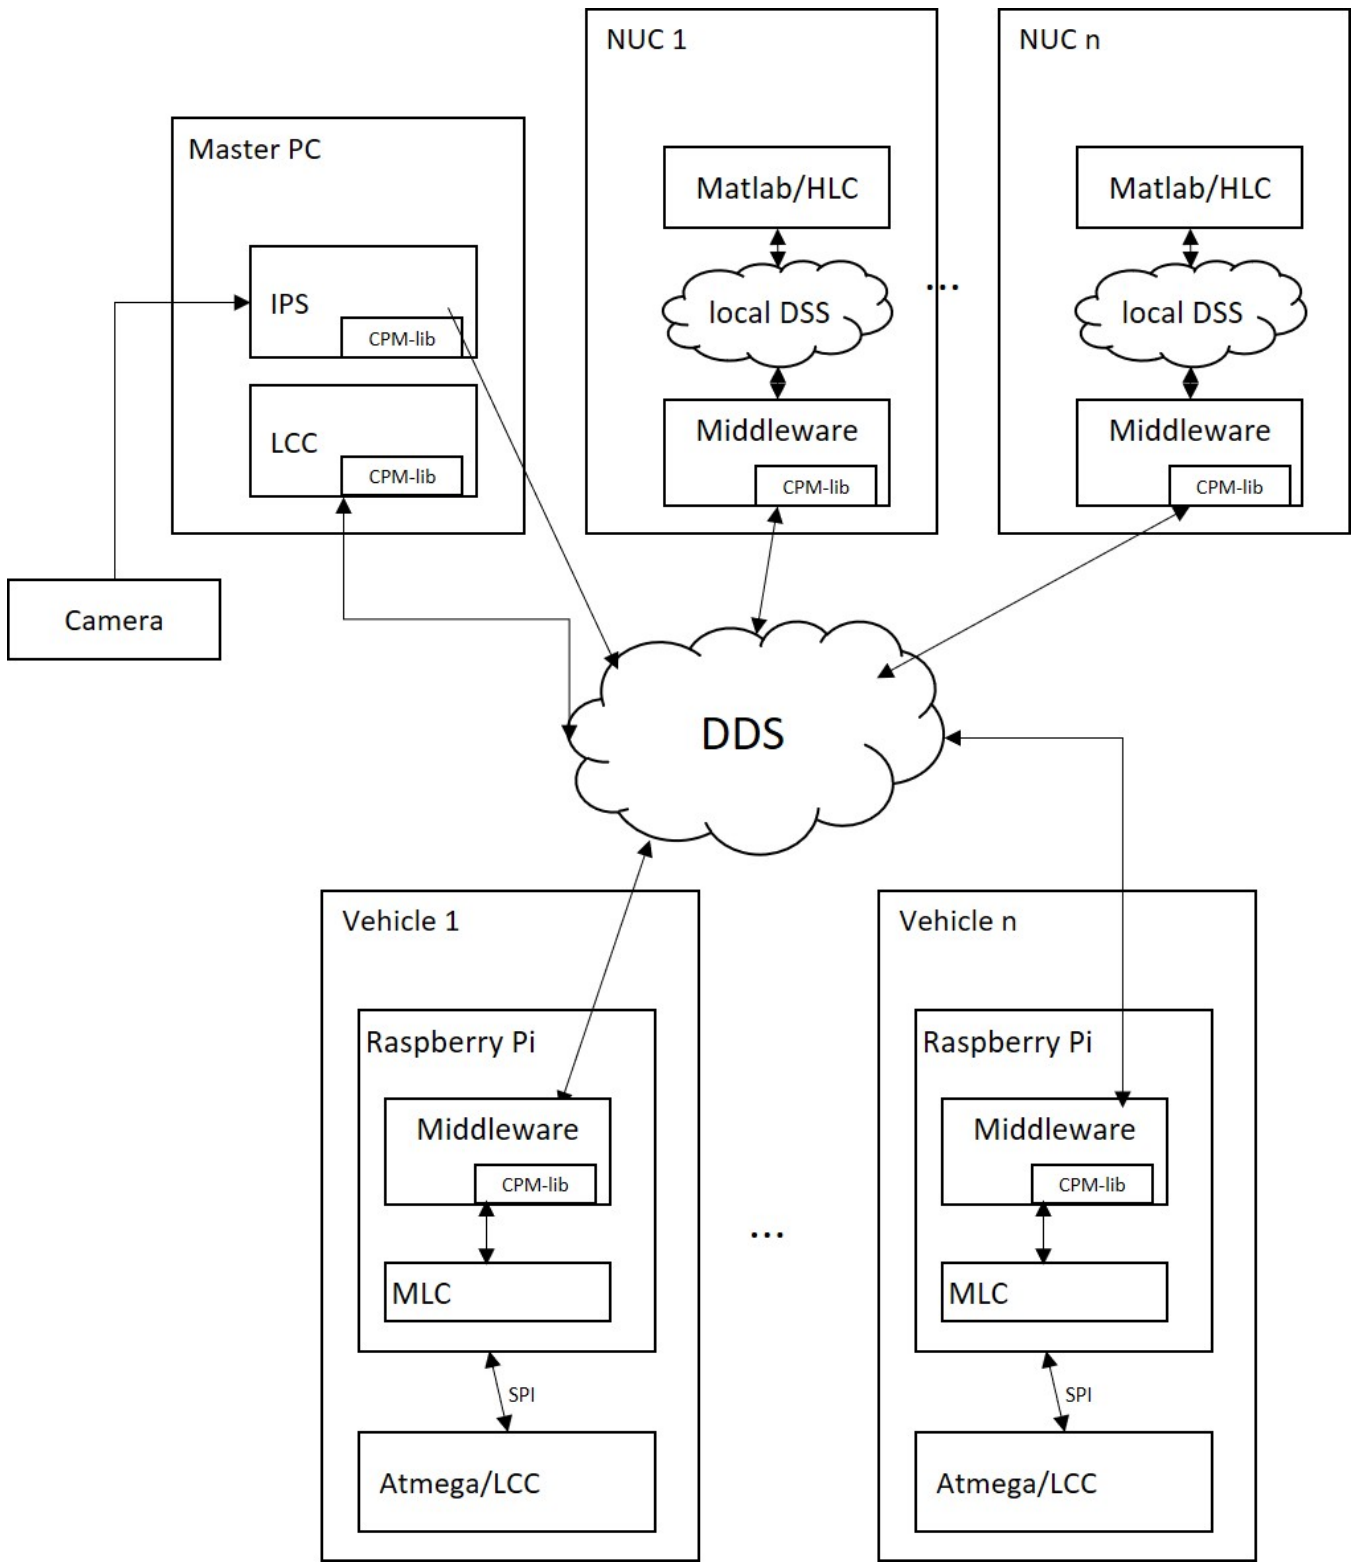 NUC 1
NUC n
Master PC
Matlab/HLC
Matlab/HLC
IPS
CPM-lib
local DSS
...
local DSS
LCC
CPM-lib
Middleware
CPM-lib
Middleware
CPM-lib
Camera
DDS
Vehicle 1
Vehicle n
Raspberry Pi
Raspberry Pi
Middleware
CPM-lib
Middleware
CPM-lib
...
MLC
MLC
SPI
SPI
Atmega/LCC
Atmega/LCC